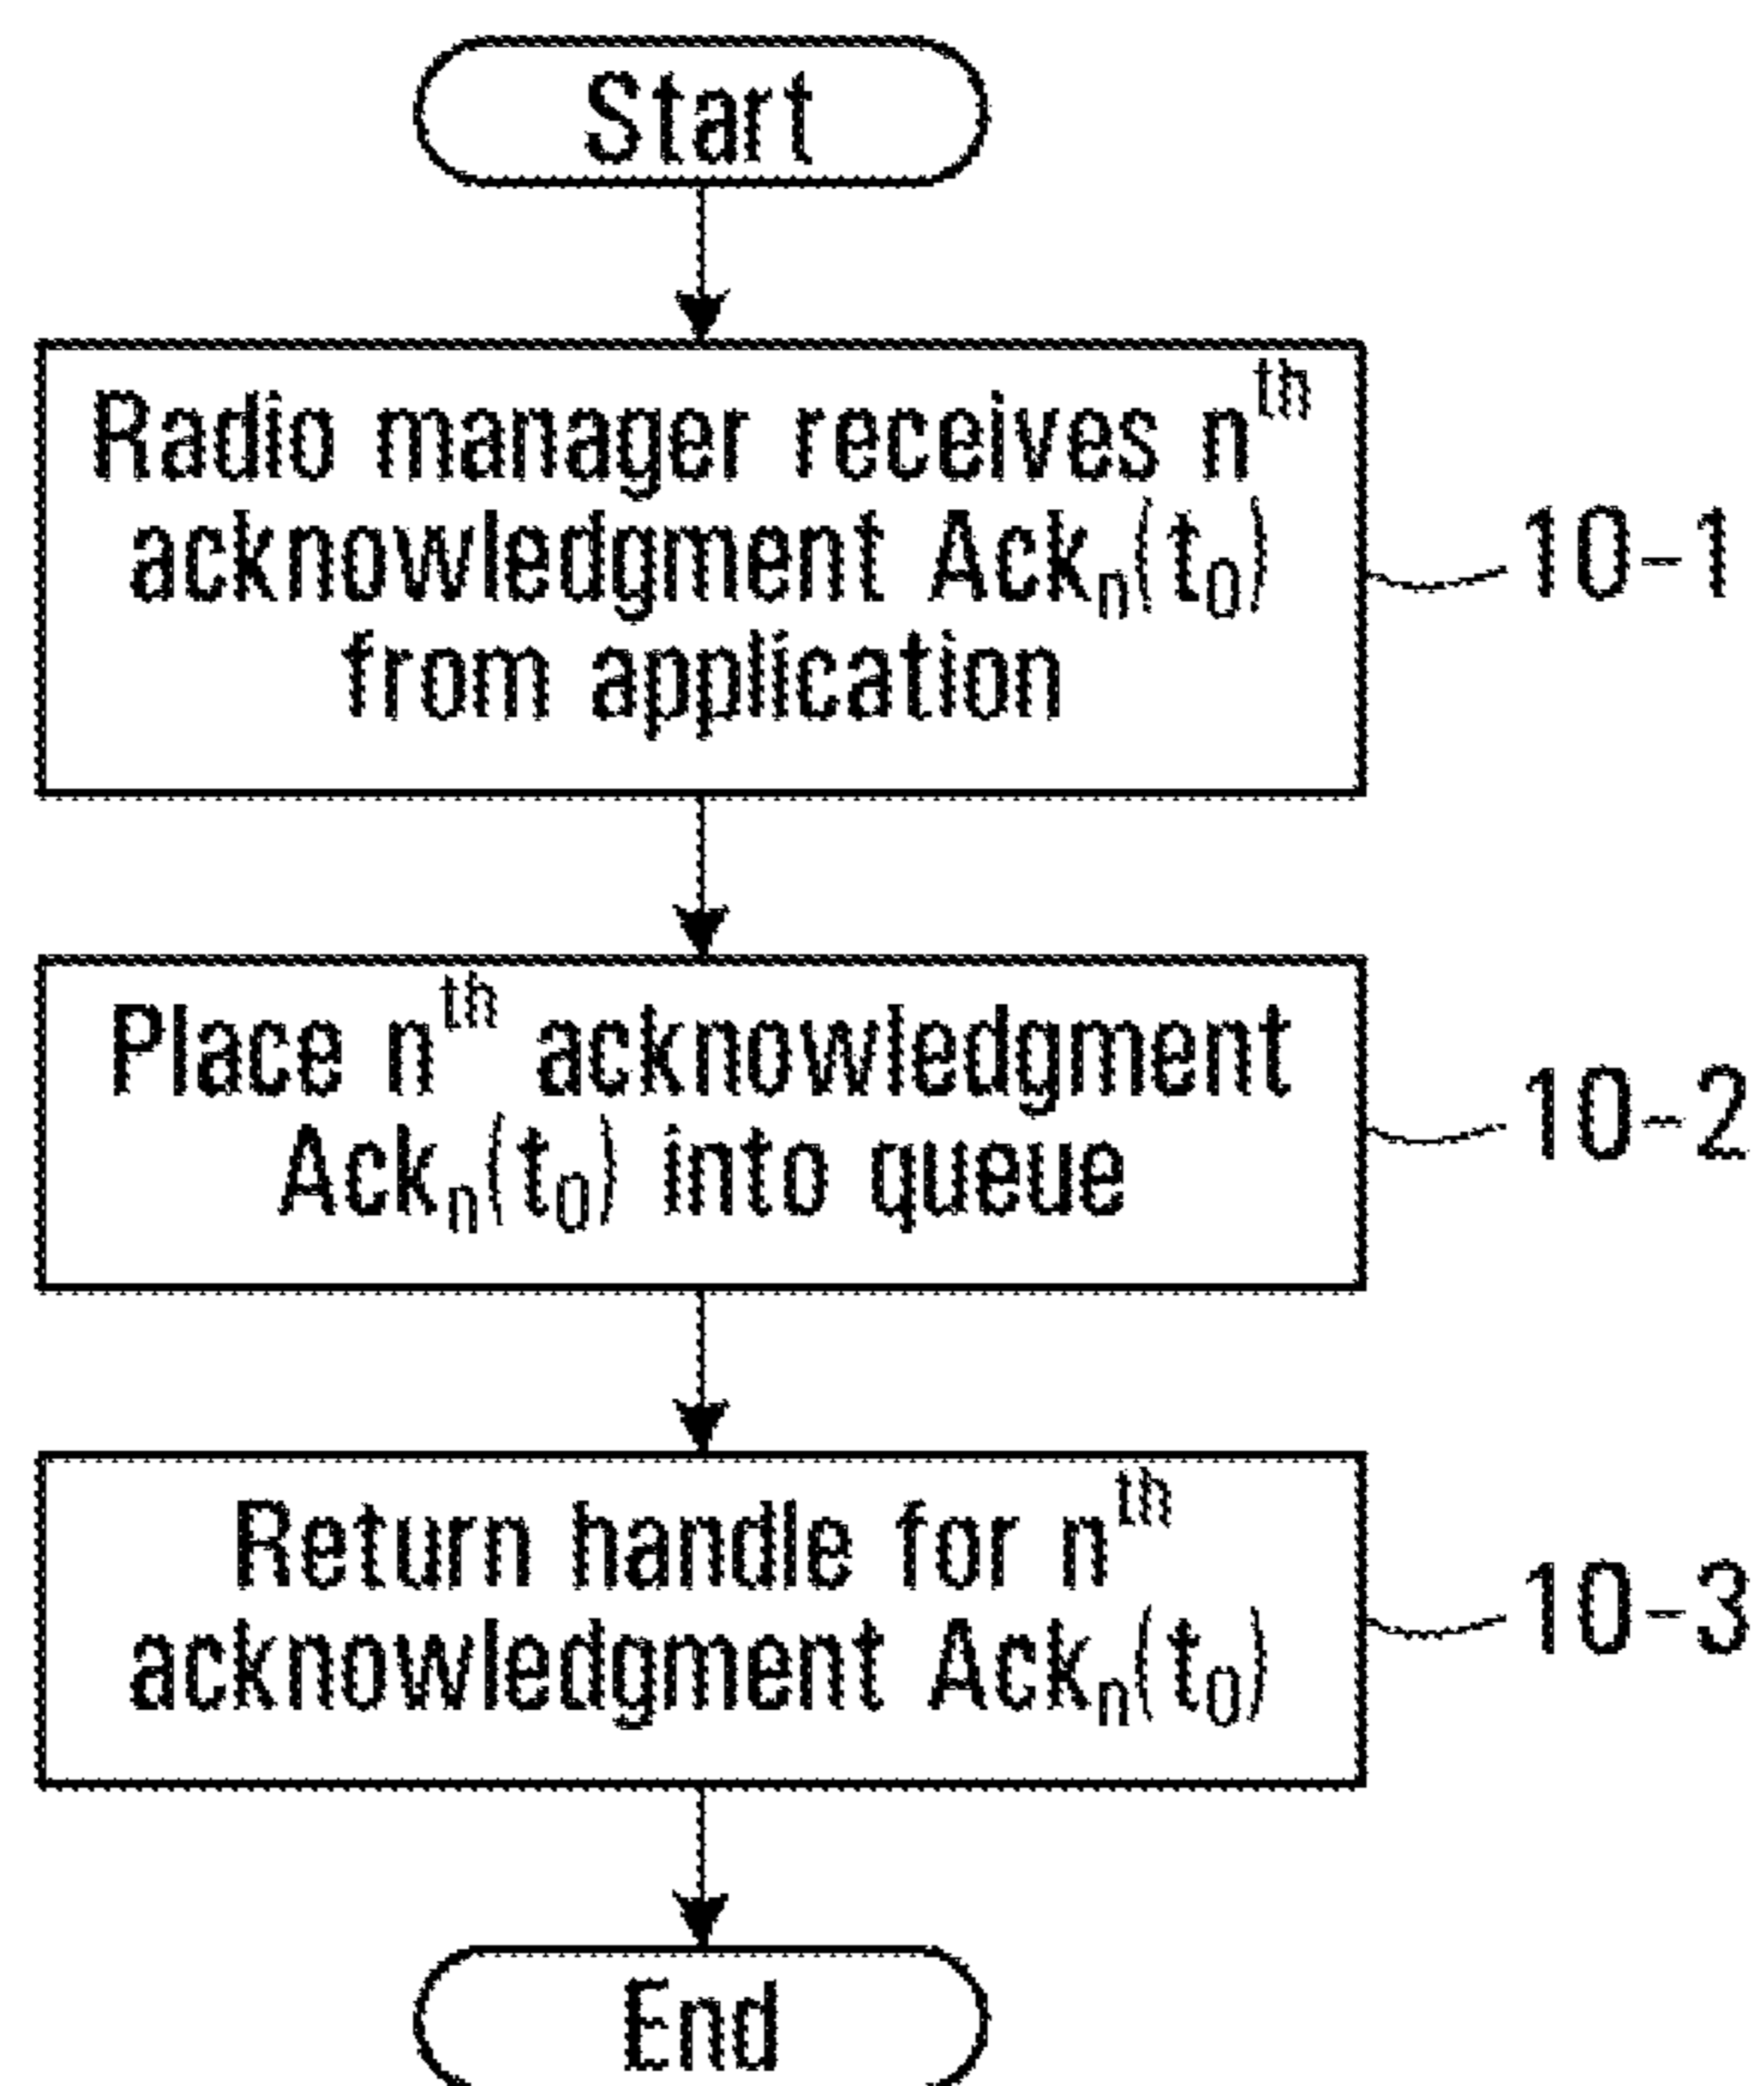 Start
Radio manager receives nth
acknowledgment Ackn(t0)
from application
10-1
Place nth acknowledgment
Ackn(t0) into queue
10-2
Return handle for nth
acknowledgment Ackn(t0)
10-3
End